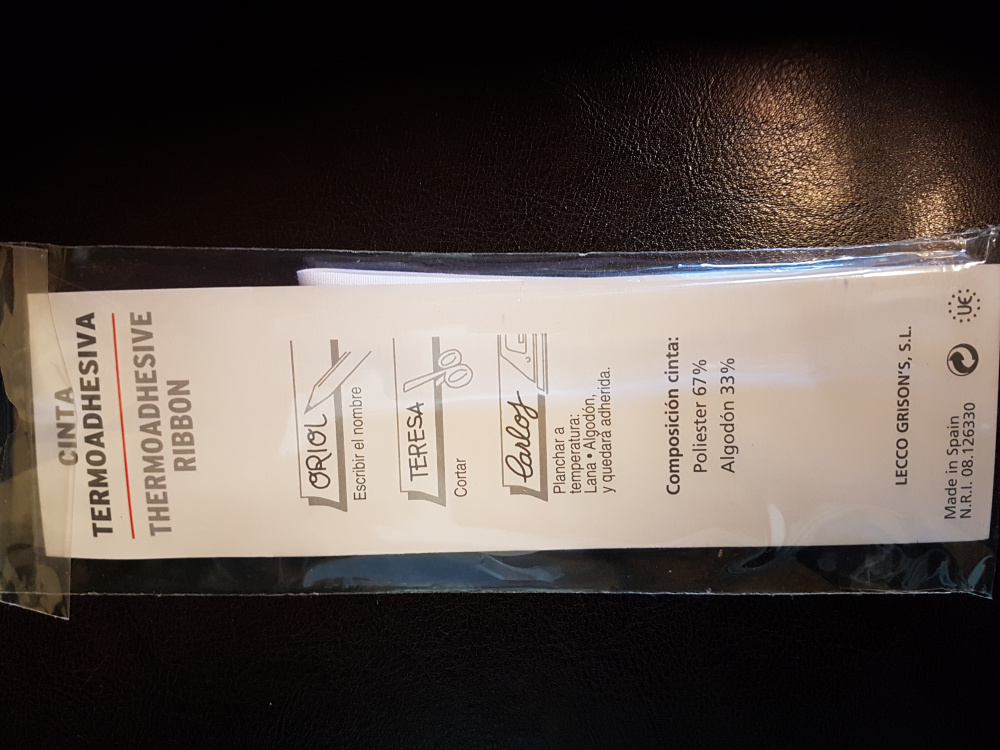 CINTA
TERMOADHESIVA
THERMOADHESIVE
RIBBON
ORIOL
Escribir el nombre
TERESA
Cortar
Carlos
Planchar a
temperatura:
Lana • Algodón,
y quedará adherida.
Composición cinta:
Poliester 67%
Algodón 33%
LECCO GRISON'S, S.L.
Made in Spain
N.R.I. 08.126330
UE